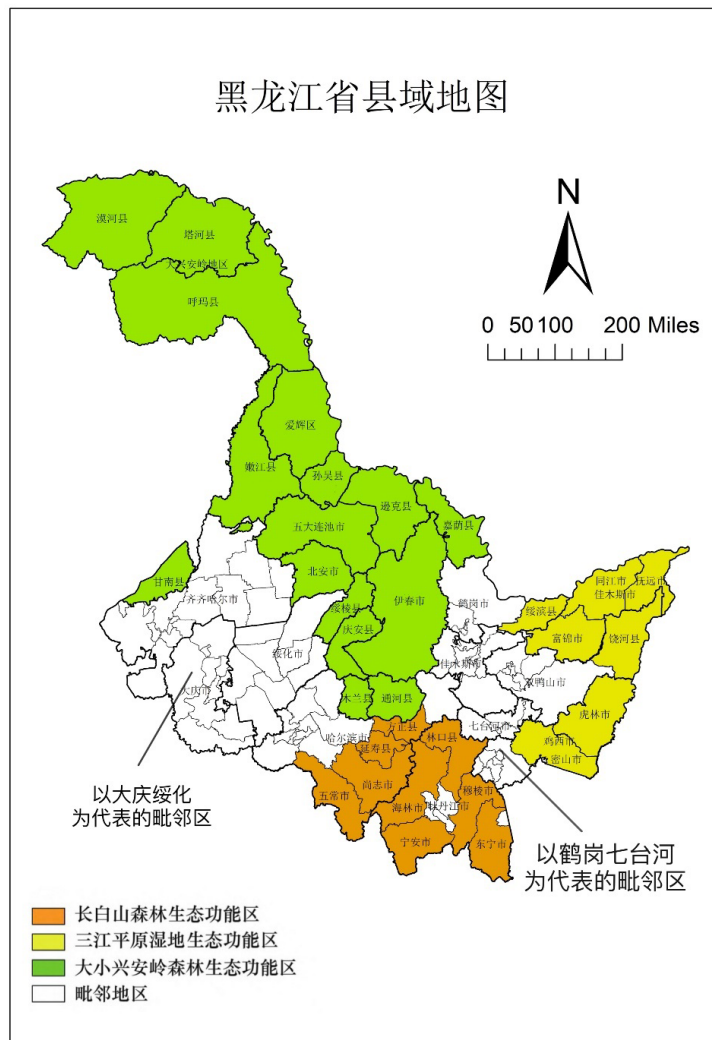 黑龙江省县域地图
N
0 50 100 200 Miles
漠河县
塔河县
大兴安岭地区
呼玛县
爱辉区
嫩江县
孙吴县
逊克县
嘉荫县
五大连池市
北安市
甘南县
齐齐哈尔市
绥棱县
伊春市
鹤岗市
庆安县
绥化市
大庆市
木兰县
通河县
佳木斯市
绥滨县
同江市
抚远市
佳木斯市
富锦市
饶河县
双鸭山市
虎林市
七台河市
鸡西市
密山市
哈尔滨市
方正县
延寿县
林口县
五常市
尚志市
海林市
牡丹江市
穆棱市
宁安市
东宁市
以大庆绥化
为代表的毗邻区
以鹤岗七台河
为代表的毗邻区
长白山森林生态功能区
三江平原湿地生态功能区
大小兴安岭森林生态功能区
毗邻地区